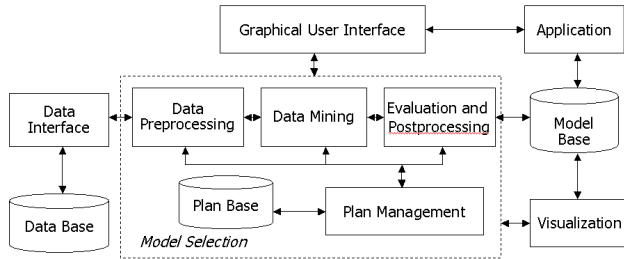 Graphical User Interface
Application
Data
Interface
Data
Preprocessing
Data Mining
Evaluation and
Postprocessing
Model
Base
Data Base
Plan Base
Plan Management
Visualization
Model Selection